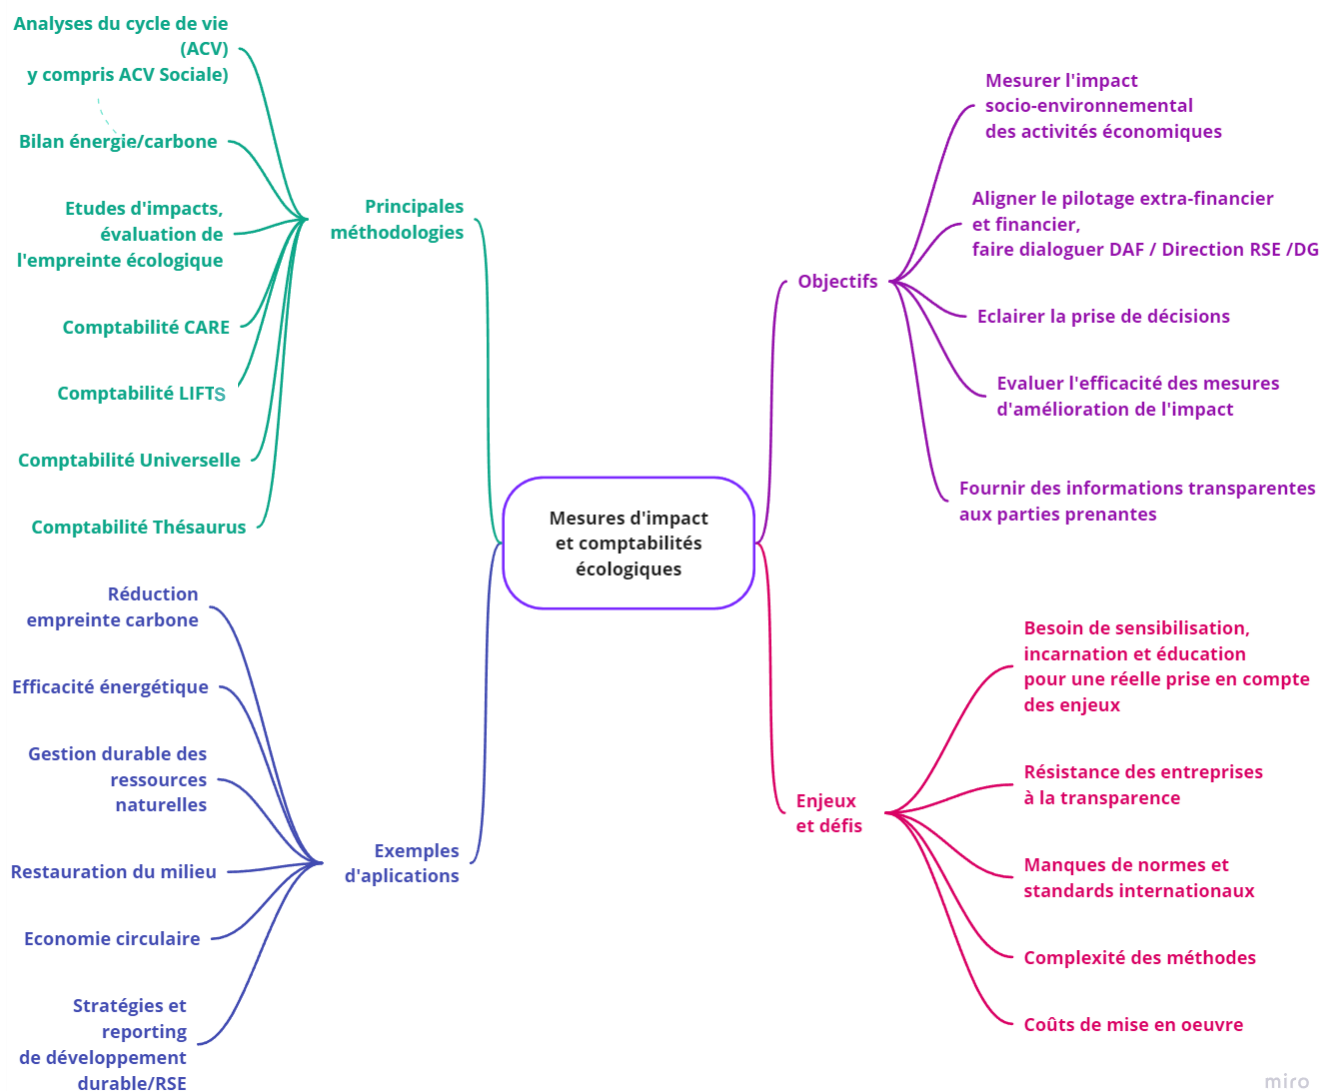 Analyses du cycle de vie
(ACV)
y compris ACV Sociale)
Bilan énergie/carbone
Etudes d'impacts,
évaluation de
l'empreinte écologique
Comptabilité CARE
Comptabilité LIFTS
Comptabilité Universelle
Comptabilité Thésaurus
Principales
méthodologies
Réduction
empreinte carbone
Efficacité énergétique
Gestion durable des
ressources
naturelles
Restauration du milieu
Economie circulaire
Stratégies et
reporting
de développement
durable/RSE
Exemples
d'aplications
Mesures d'impact
et comptabilités
écologiques
Objectifs
Mesurer l'impact
socio-environnemental
des activités économiques
Aligner le pilotage extra-financier
et financier,
faire dialoguer DAF / Direction RSE /DG
Eclairer la prise de décisions
Evaluer l'efficacité des mesures
d'amélioration de l'impact
Fournir des informations transparentes
aux parties prenantes
Enjeux
et défis
Besoin de sensibilisation,
incarnation et éducation
pour une réelle prise en compte
des enjeux
Résistance des entreprises
à la transparence
Manques de normes et
standards internationaux
Complexité des méthodes
Coûts de mise en oeuvre
miro